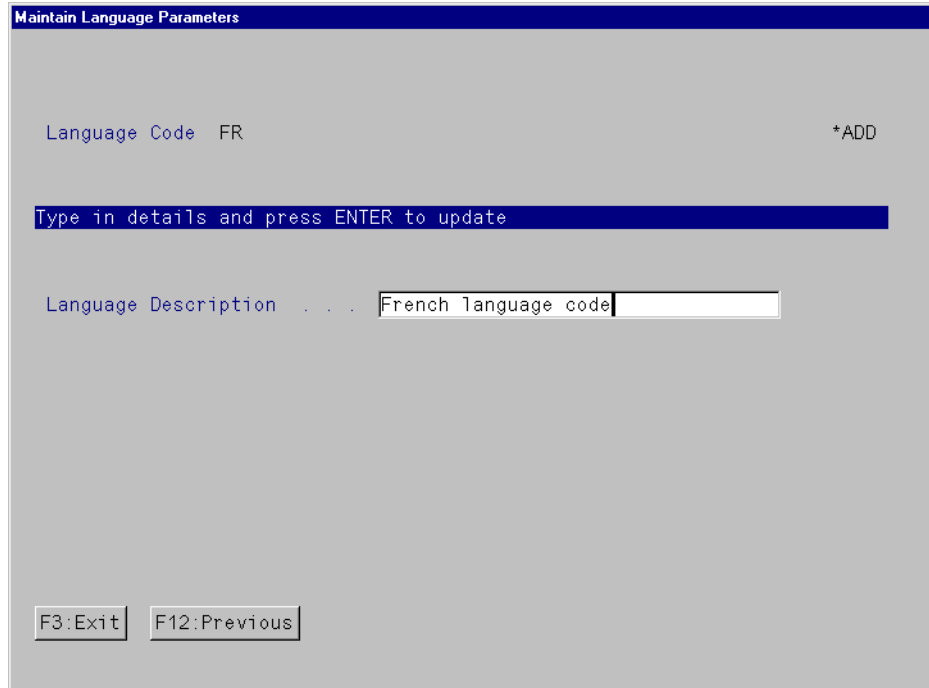 Maintain Language Parameters
Language Code FR *ADD
Type in details and press ENTER to update
Language Description . . . French language code
F3:Exit F12:Previous